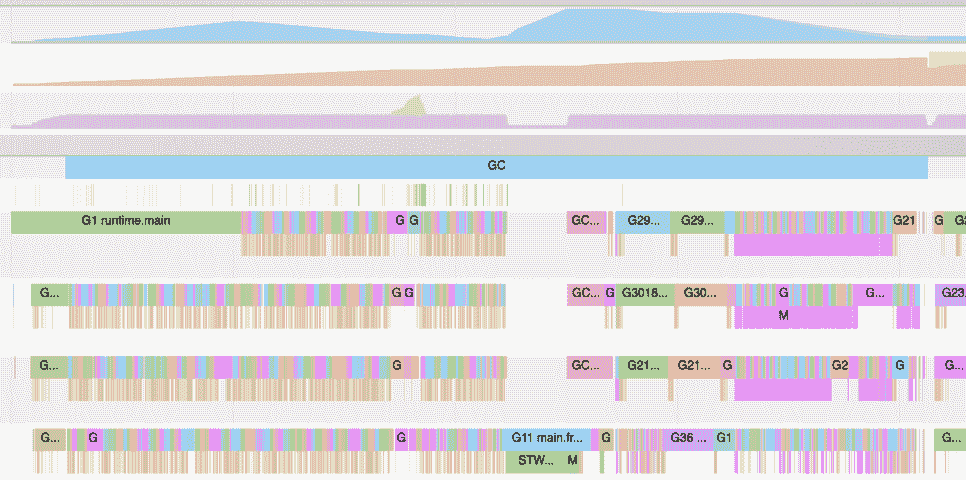 GC
G1 runtime.main G G GC... G29... G29... G21 G G2
G... G G GC... G G3018... G30... G G... G23
M
G... G GC... G21... G21... G G2 G G...
G... G G G11 main.fr... G G36 ... G1 G...
STW... M